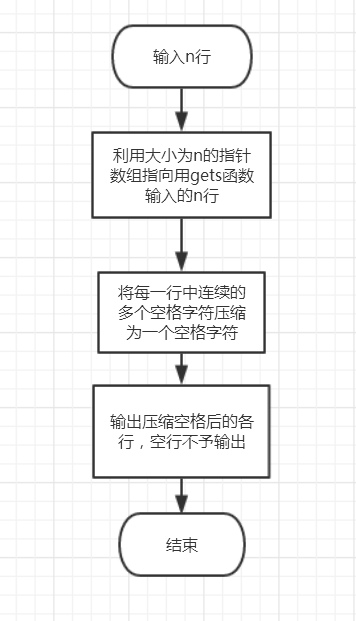 输入n行
利用大小为n的指针
数组指向用gets函数
输入的n行
将每一行中连续的
多个空格字符压缩
为一个空格字符
输出压缩空格后的各
行，空行不予输出
结束